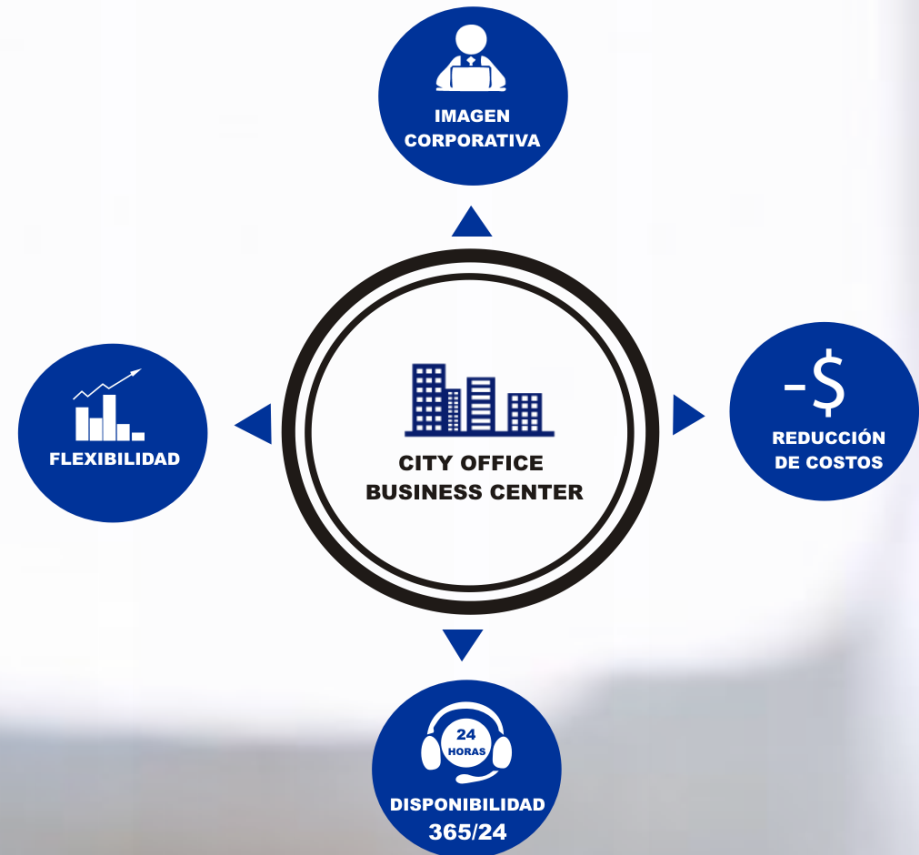 IMAGEN
CORPORATIVA
FLEXIBILIDAD
CITY OFFICE
BUSINESS CENTER
-$
REDUCCIÓN
DE COSTOS
24
HORAS
DISPONIBILIDAD
365/24